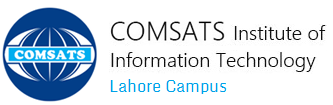 COMSATS
COMSATS Institute of
Information Technology
Lahore Campus